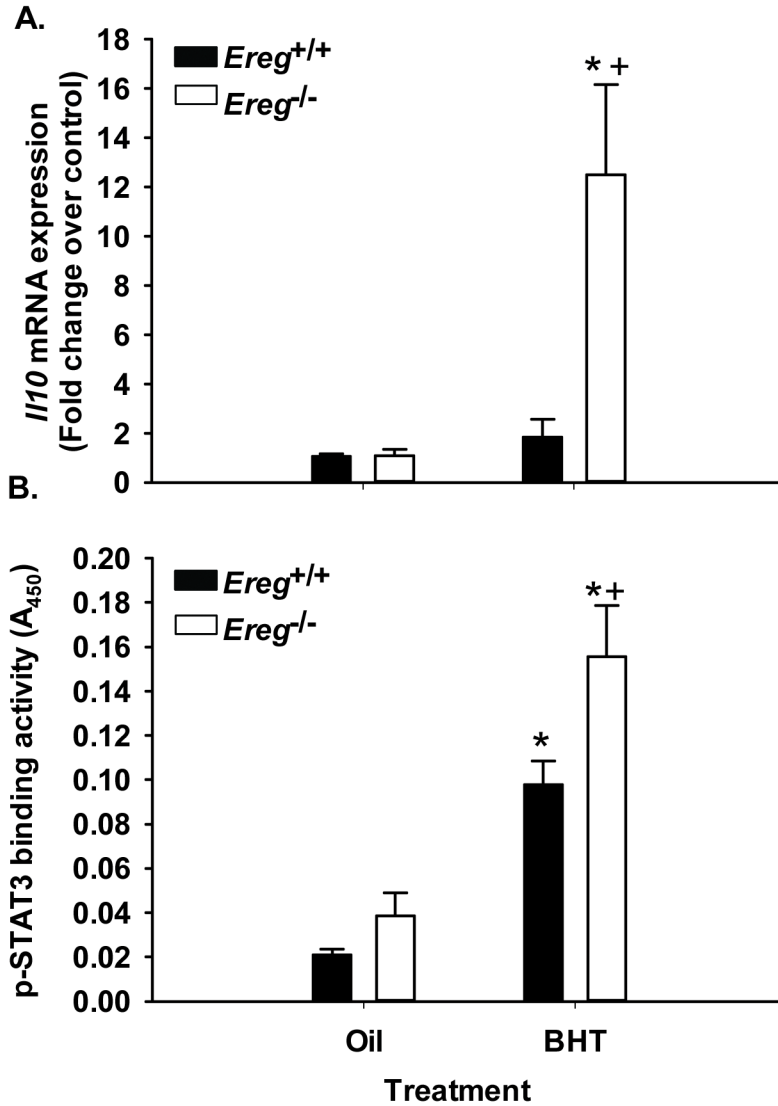 A.
18
16
14
12
10
8
6
4
2
0
Il10 mRNA expression
(Fold change over control)
Ereg+/+
Ereg-/-
* +
B.
0.20
0.18
0.16
0.14
0.12
0.10
0.08
0.06
0.04
0.02
0.00
p-STAT3 binding activity (A450)
Ereg+/+
Ereg-/-
*+
*
Oil
BHT
Treatment